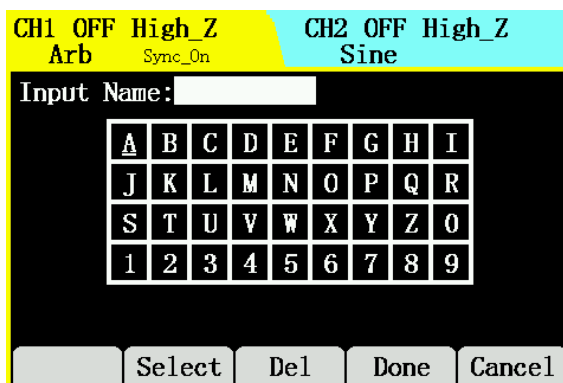 CH1 OFF High_Z CH2 OFF High_Z
Arb Sync_On Sine
Input Name:
A B C D E F G H I
J K L M N O P Q R
S T U V W X Y Z 0
1 2 3 4 5 6 7 8 9
Select Del Done Cancel